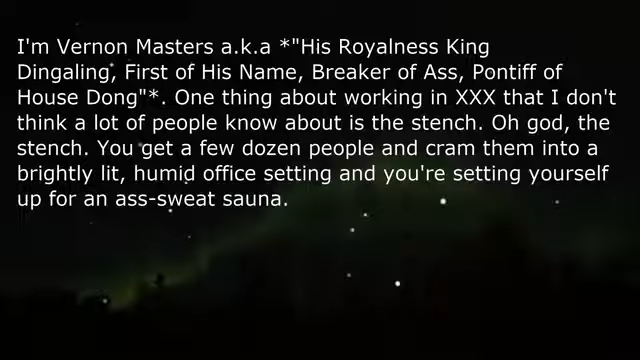 I'm Vernon Masters a.k.a *"His Royalness King
Dingaling, First of His Name, Breaker of Ass, Pontiff of
House Dong"*. One thing about working in XXX that I don't
think a lot of people know about is the stench. Oh god, the
stench. You get a few dozen people and cram them into a
brightly lit, humid office setting and you're setting yourself
up for an ass-sweat sauna.